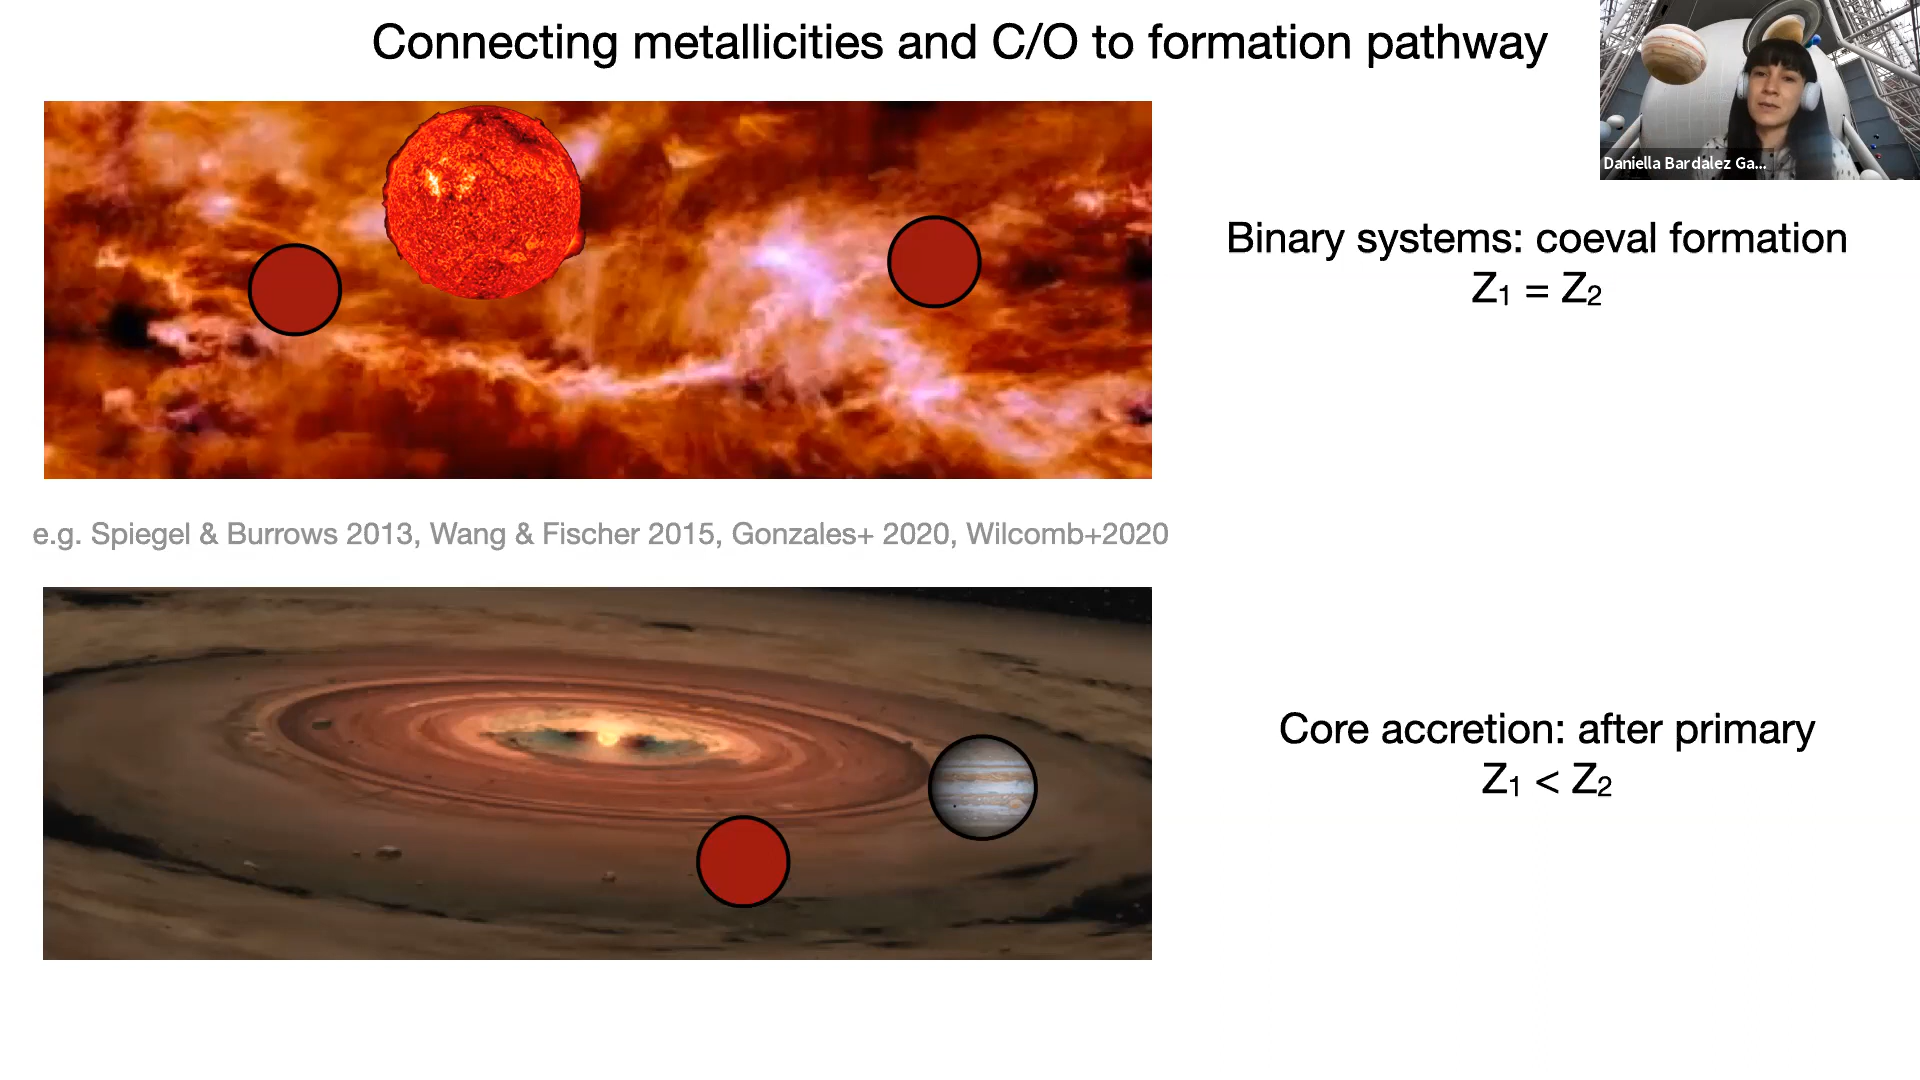 Connecting metallicities and C/O to formation pathway
Daniella Bardalez Ga...
Binary systems: coeval formation
Z₁ = Z₂
e.g. Spiegel & Burrows 2013, Wang & Fischer 2015, Gonzales+ 2020, Wilcomb+2020
Core accretion: after primary
Z₁ < Z₂